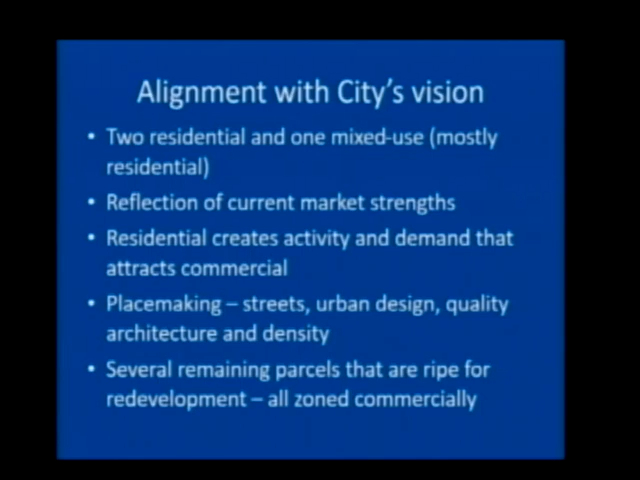 Alignment with City's vision
• Two residential and one mixed-use (mostly
residential)
• Reflection of current market strengths
• Residential creates activity and demand that
attracts commercial
• Placemaking – streets, urban design, quality
architecture and density
• Several remaining parcels that are ripe for
redevelopment – all zoned commercially